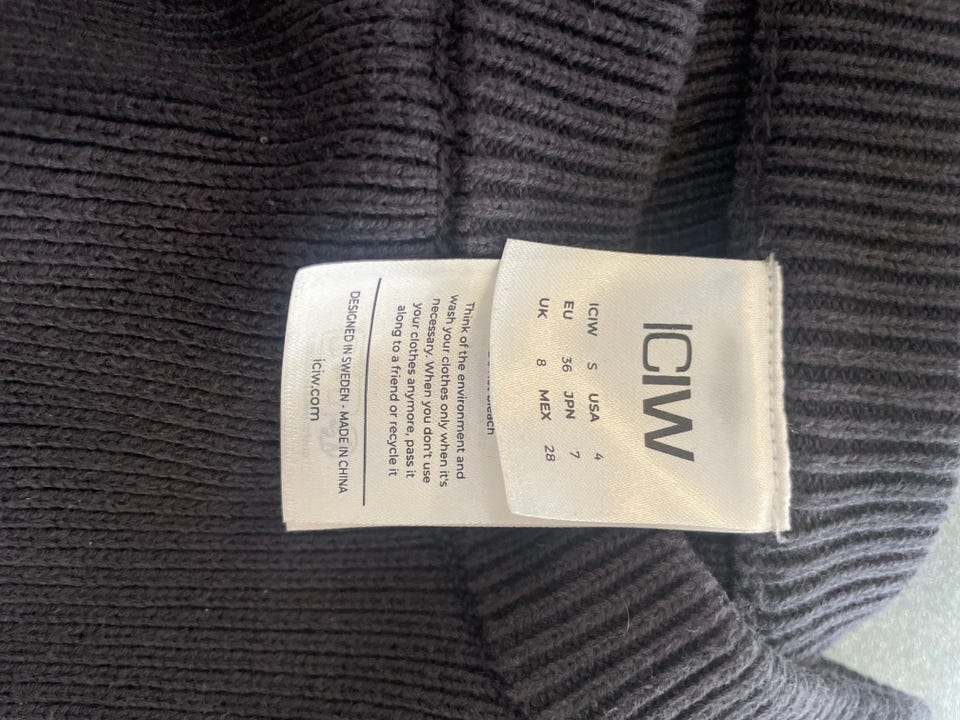 ICIW
ICIW S USA 4
EU 36 JPN 7
UK 8 MEX 28
bleach
Think of the environment and
wash your clothes only when it's
necessary. When you don't use
your clothes anymore, pass it
along to a friend or recycle it
DESIGNED IN SWEDEN - MADE IN CHINA
iciw.com